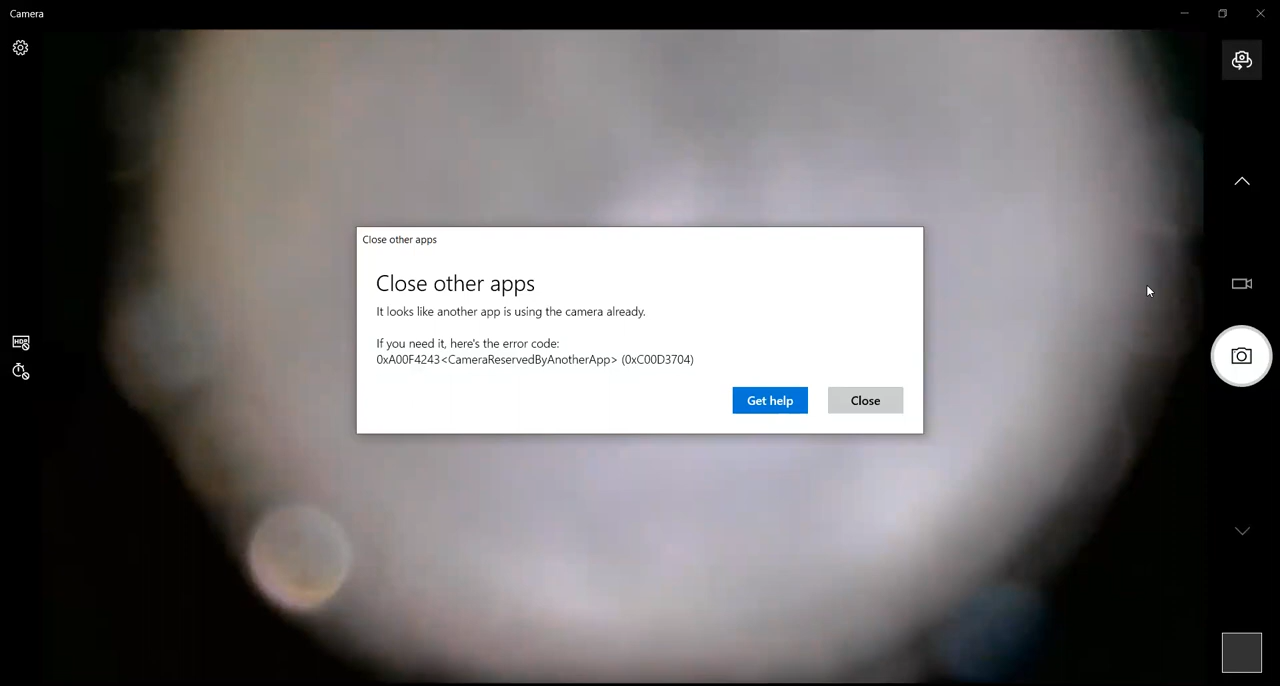 Camera
Close other apps
Close other apps
It looks like another app is using the camera already.
If you need it, here's the error code:
0xA00F4243<CameraReservedByAnotherApp> (0xC00D3704)
Get help
Close
HDR